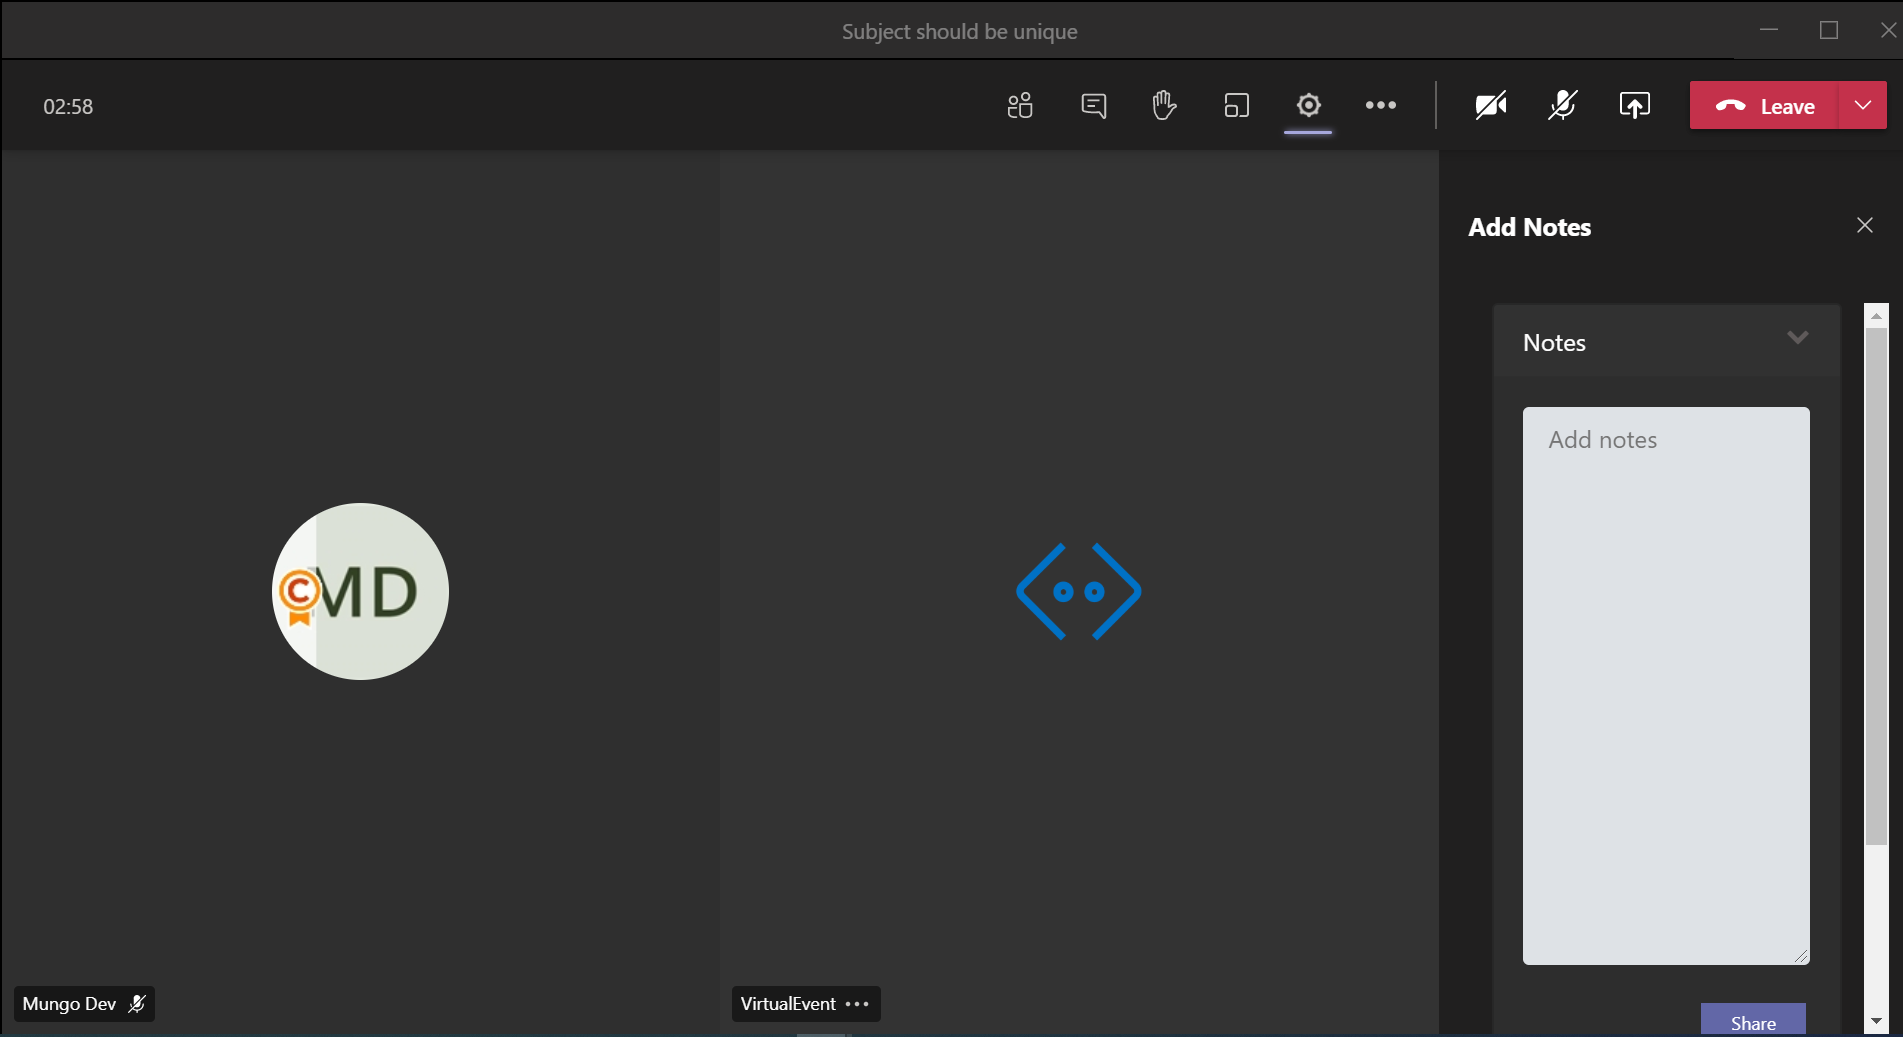 Subject should be unique
02:58
Leave
Add Notes
Notes
Add notes
C
MD
Mungo Dev
VirtualEvent
Share